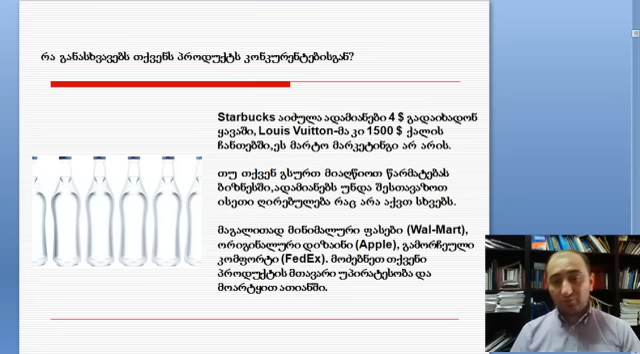 რა განასხვავებს თქვენს პროდუქტს კონკურენტებისგან?
Starbucks აიძულა ადამიანები 4 $ გადაიხადონ
ყავაში, Louis Vuitton-მა კი 1500 $ ქალის
ჩანთებში,ეს მარტო მარკეტინგი არ არის.
თუ თქვენ გსურთ მიაღწიოთ წარმატებას
ბიზნესში,ადამიანებს უნდა შესთავაზოთ
ისეთი ღირებულება რაც არ აქვთ სხვებს.
მაგალითად მინიმალური ფასები (Wal-Mart),
ორიგინალური დიზაინი (Apple), გამორჩეული
კომფორტი (FedEx). მოძებნეთ თქვენი
პროდუქტის მთავარი უპირატესობა და
მოარტყით ათიანში.